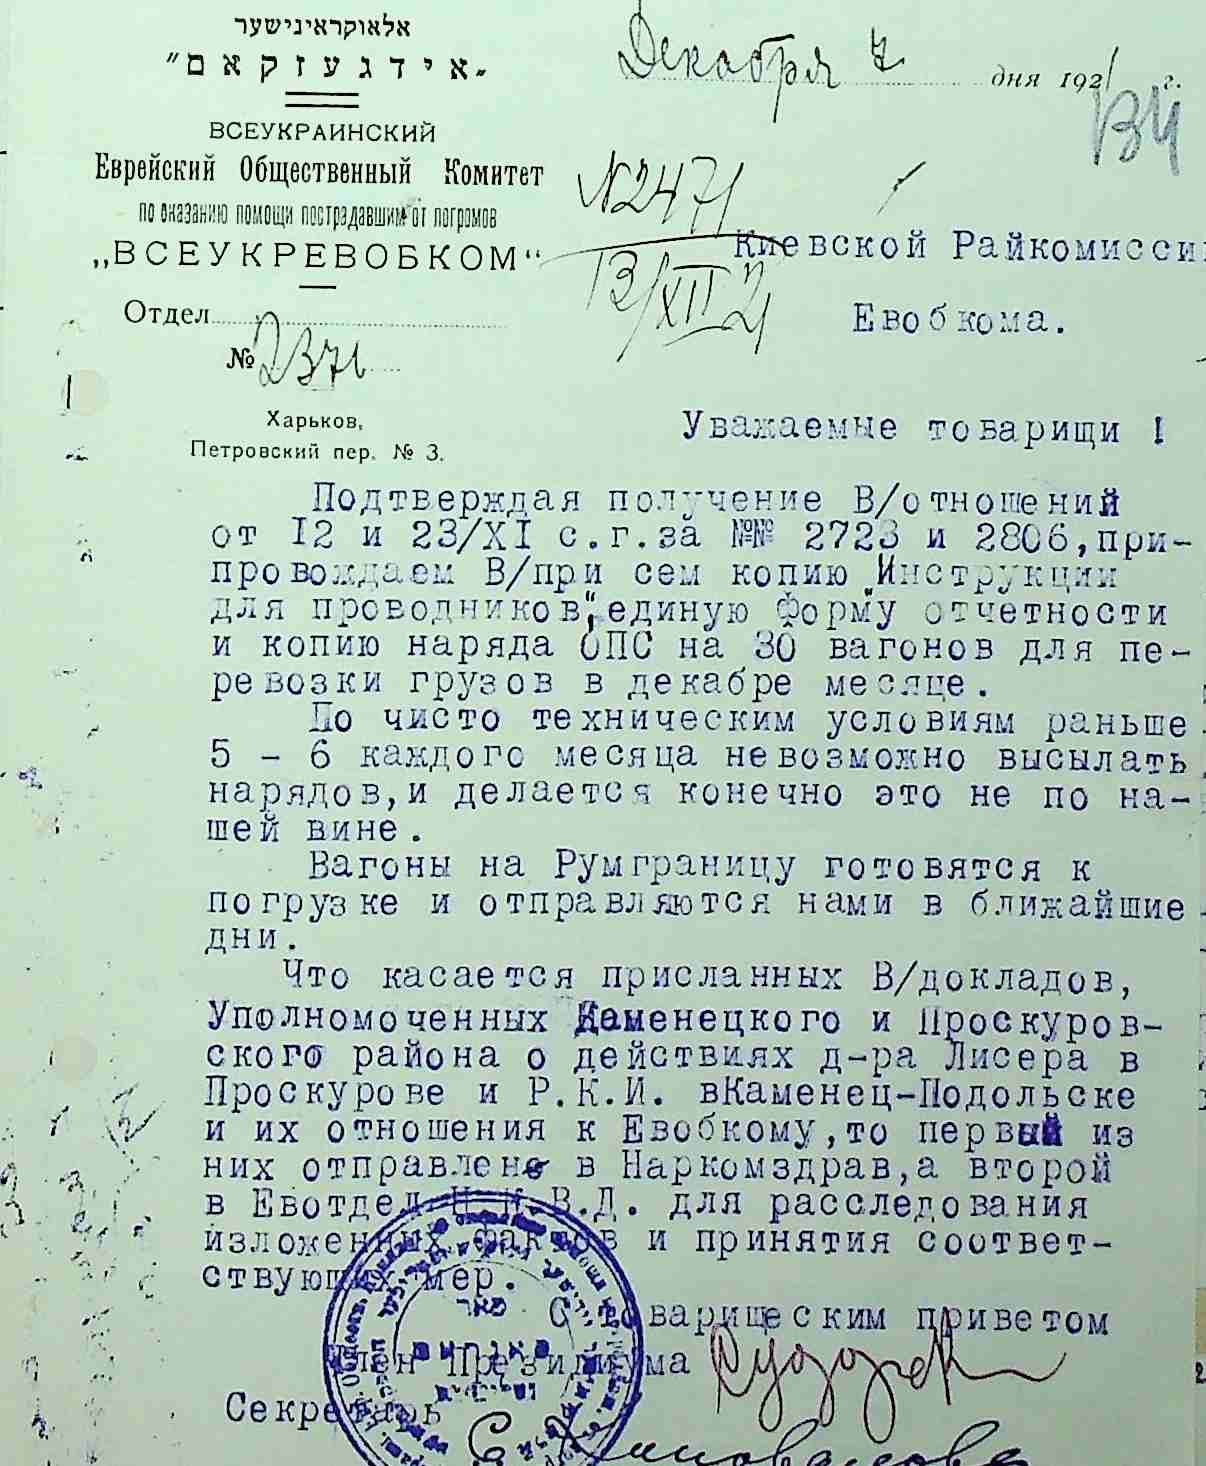 אלאוקראינישער
„אידגעזקאם"
Декабря 7 дня 1921 г.
ВСЕУКРАИНСКИЙ
Еврейский Общественный Комитет
по оказанию помощи пострадавшим от погромов
„ВСЕУКРЕВОБКОМ“
Отдел
№ 2371
Харьков,
Петровский пер. № 3.
N2471
13/XII 21
Киевской Райкомиссии
Евобкома.
Уважаемые товарищи !
Подтверждая получение В/отношений
от 12 и 23/XI с.г.за №№ 2723 и 2806,при-
провождаем В/при сем копию „Инструкции
для проводников",единую Форму отчетности
и копию наряда ОПС на 30 вагонов для пе-
ревозки грузов в декабре месяце.
По чисто техническим условиям раньше
5 - 6 каждого месяца невозможно высылать
нарядов,и делается конечно это не по на-
шей вине.
Вагоны на Румграницу готовятся к
погрузке и отправляются нами в ближайшие
дни.
Что касается присланных В/докладов,
Уполномоченных Каменецкого и Проскуров-
ского района о действиях д-ра Лисера в
Проскурове и Р.К.И. вКаменец-Подольске
и их отношения к Евобкому,то первый из
них отправлен в Наркомздрав,а второй
в Евотдел Н.К.В.Д. для расследования
изложенных фактов и принятия соответ-
ствующих мер.
С товарищеским приветом
Член Президиума
Секретарь